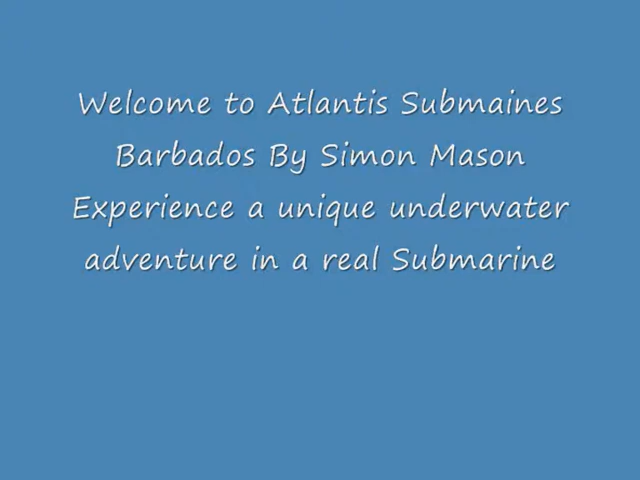 Welcome to Atlantis Submaines
Barbados By Simon Mason
Experience a unique underwater
adventure in a real Submarine